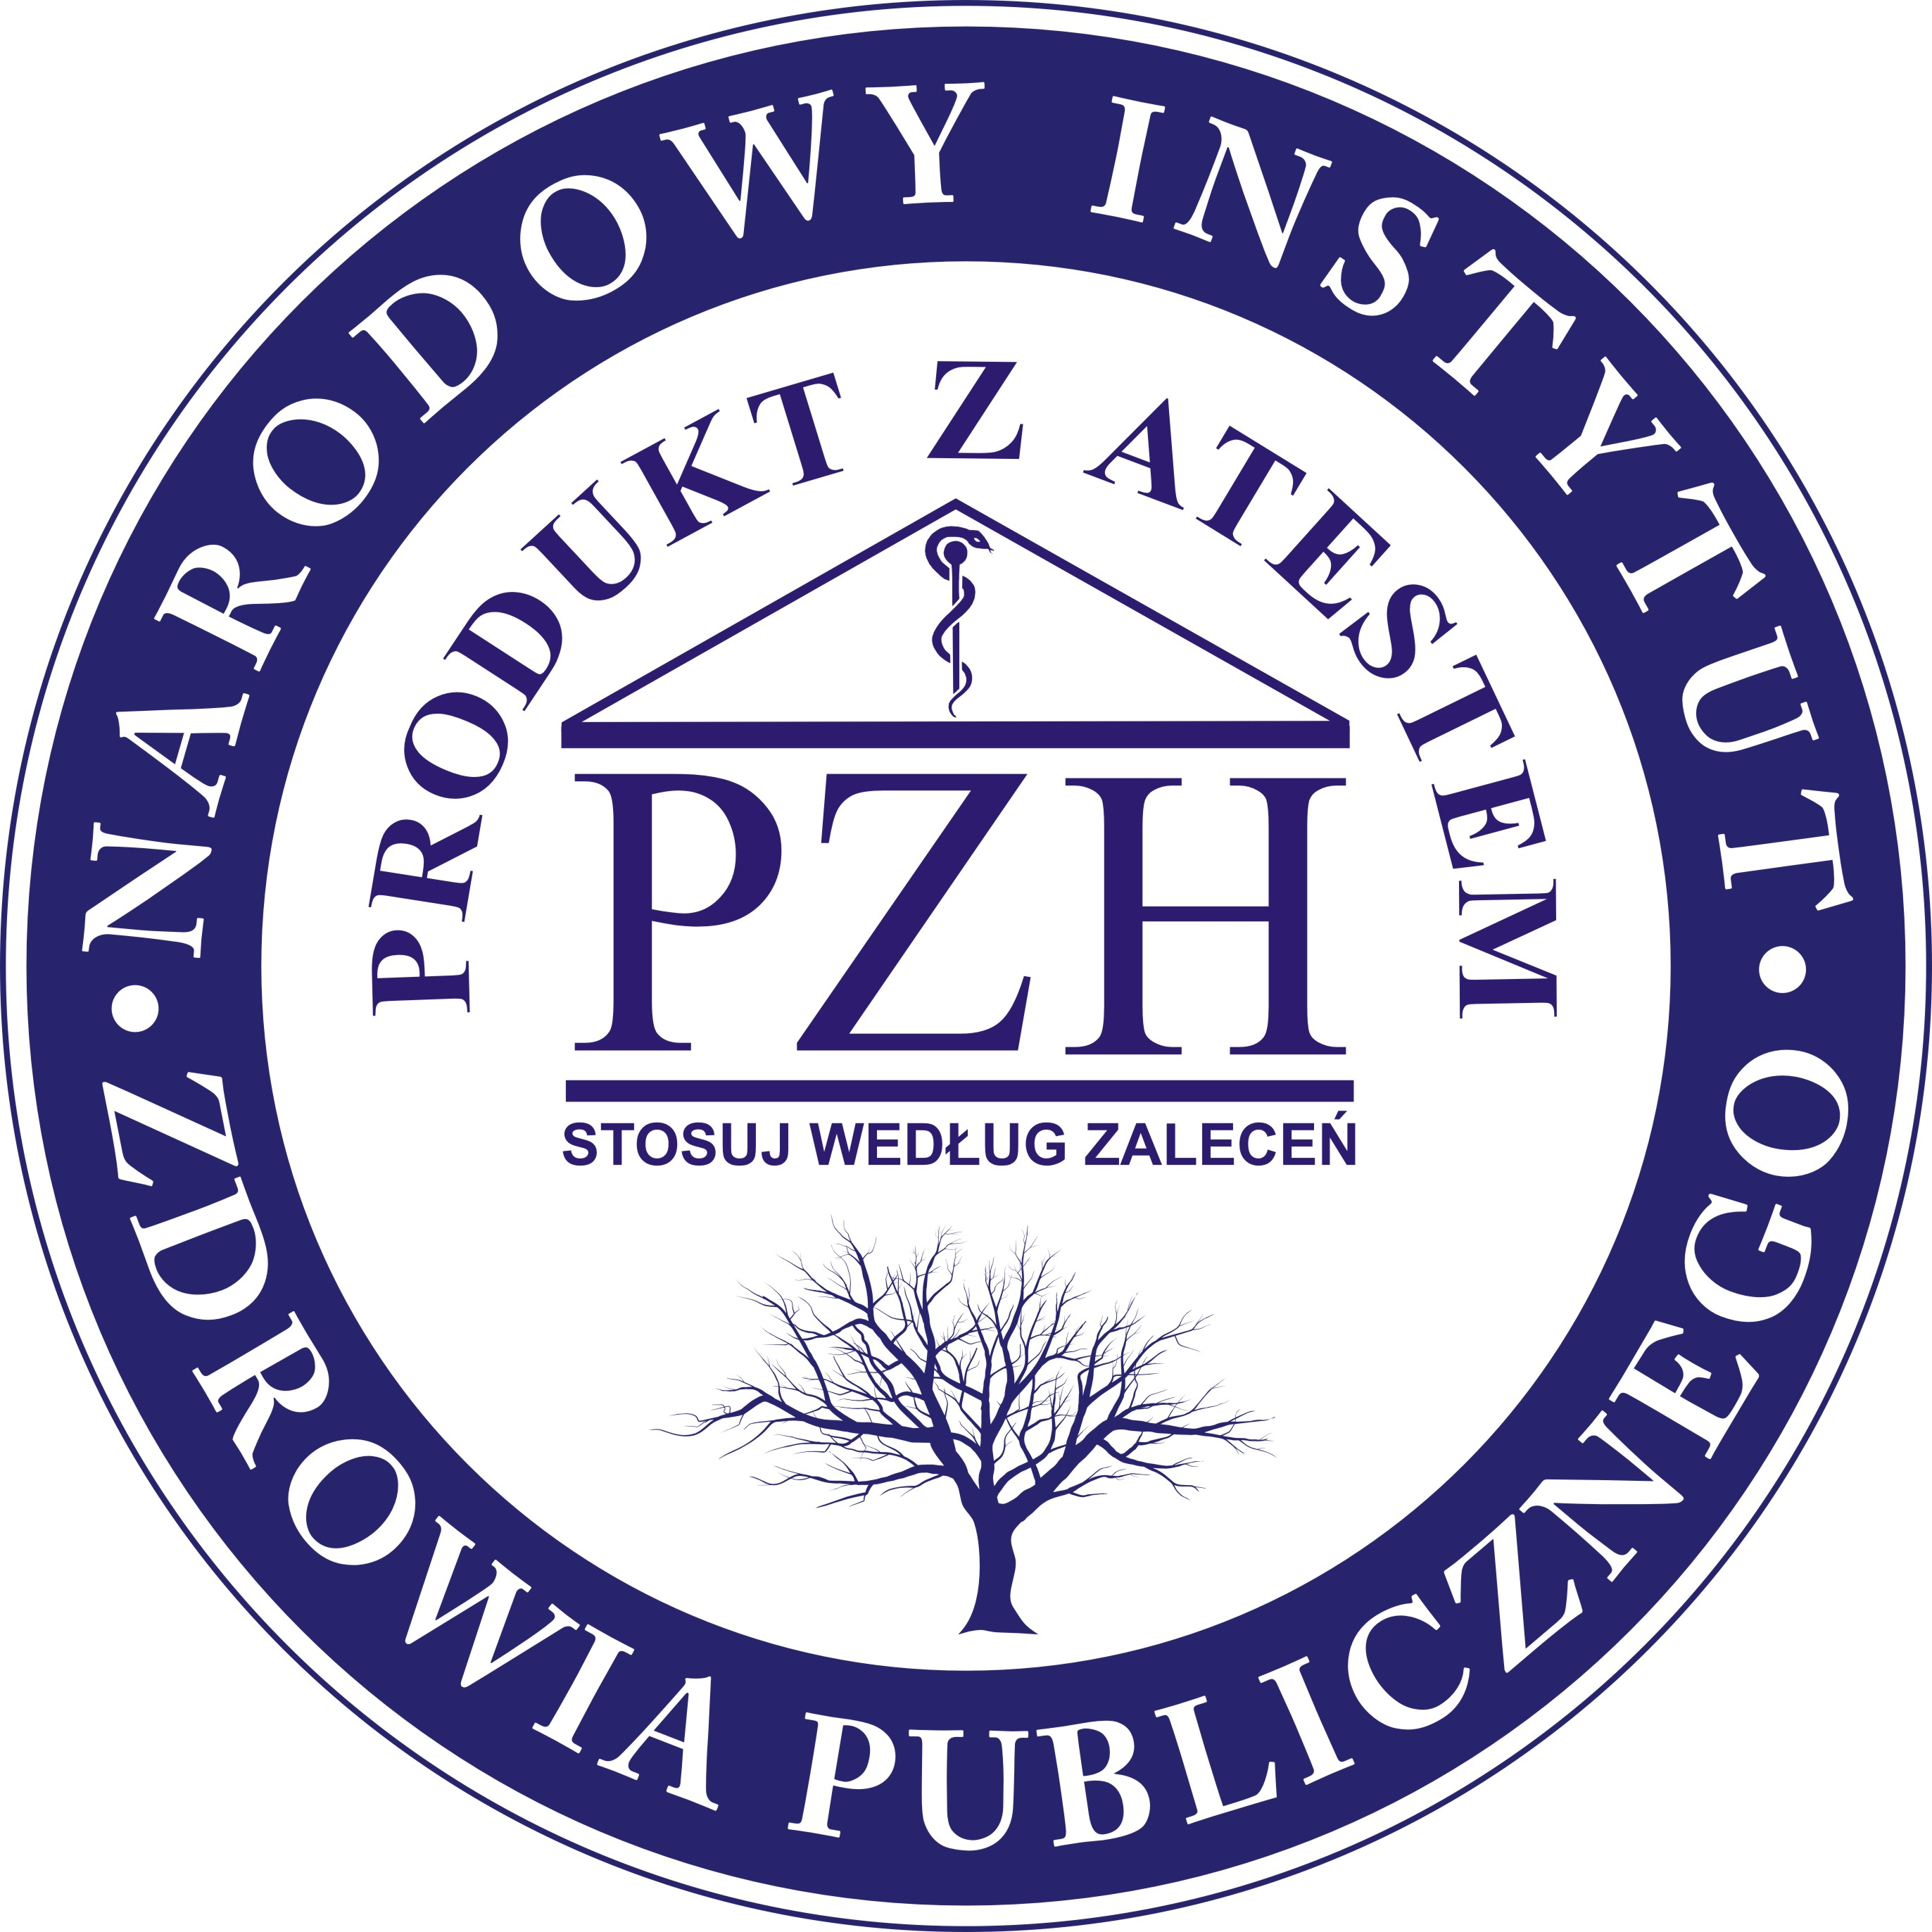 NARODOWY INSTYTUT
• ZDROWIA PUBLICZNEGO •
PRODUKT Z ATESTEM
PZH
STOSUJ WEDŁUG ZALECEŃ